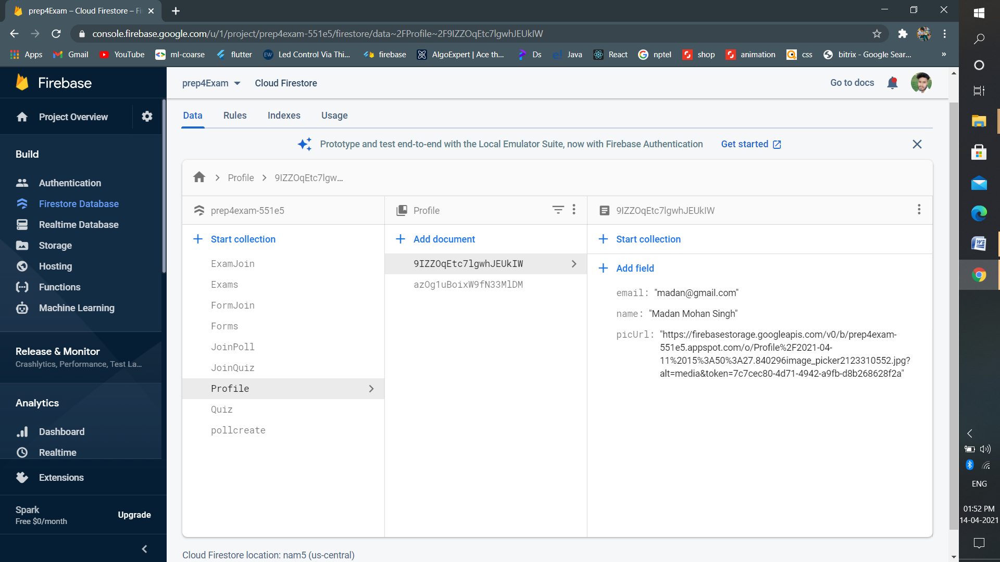 prep4Exam – Cloud Firestore – Fi
console.firebase.google.com/u/1/project/prep4exam-551e5/firestore/data~2FProfile~2F9IZZOqEtc7lgwhJEUkIW
Apps
Gmail
YouTube
ml-coarse
flutter
Led Control Via Thi...
firebase
AlgoExpert | Ace th...
Ds
Java
React
nptel
shop
animation
css
bitrix - Google Sear...
»
Firebase
Project Overview
Build
Authentication
Firestore Database
Realtime Database
Storage
Hosting
Functions
Machine Learning
Release & Monitor
Crashlytics, Performance, Test La...
Analytics
Dashboard
Realtime
Extensions
Spark
Free $0/month
Upgrade
prep4Exam
Cloud Firestore
Go to docs
Data
Rules
Indexes
Usage
Prototype and test end-to-end with the Local Emulator Suite, now with Firebase Authentication
Get started
Profile
9IZZOqEtc7lgw...
prep4exam-551e5
Start collection
ExamJoin
Exams
FormJoin
Forms
JoinPoll
JoinQuiz
Profile
Quiz
pollcreate
Profile
Add document
9IZZOqEtc7lgwhJEUkIW
azOg1uBoixW9fN33MlDM
9IZZOqEtc7lgwhJEUkIW
Start collection
Add field
email: "madan@gmail.com"
name: "Madan Mohan Singh"
picUrl: "https://firebasestorage.googleapis.com/v0/b/prep4exam-
551e5.appspot.com/o/Profile%2F2021-04-
11%2015%3A50%3A27.840296image_picker2123310552.jpg?
alt=media&token=7c7cec80-4d71-4942-a9fb-d8b268628f2a"
Cloud Firestore location: nam5 (us-central)
ENG
01:52 PM
14-04-2021